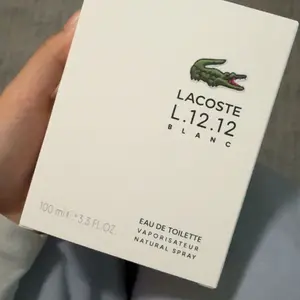 LACOSTE
L.12.12
BLANC
100 ml ℮ *3.3 FL.OZ.
EAU DE TOILETTE
VAPORISATEUR
NATURAL SPRAY